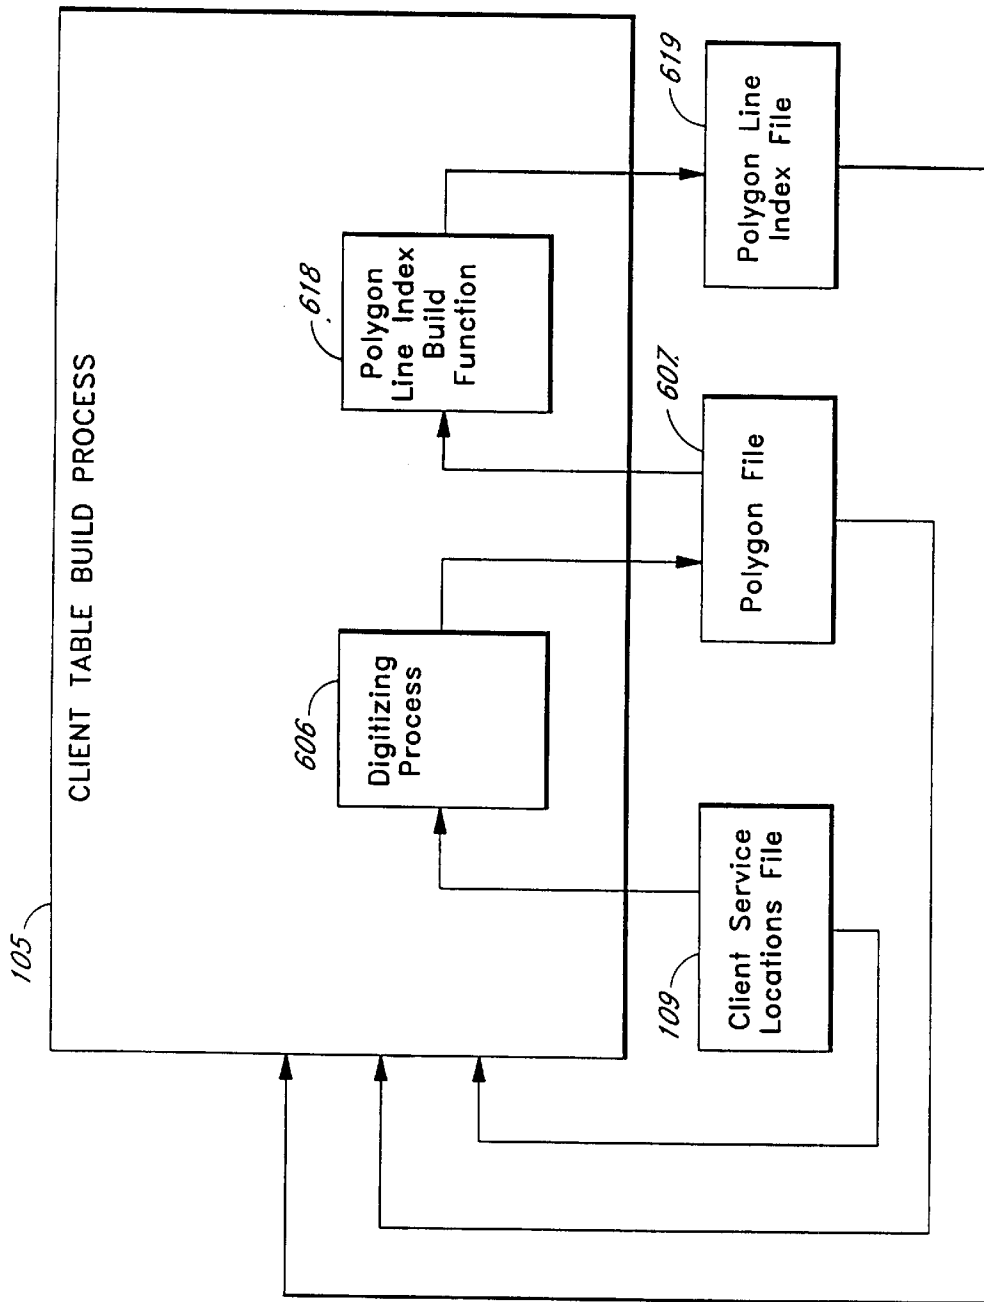 CLIENT TABLE BUILD PROCESS
105
606
Digitizing
Process
618
Polygon
Line Index
Build
Function
109
Client Service
Locations File
607
Polygon File
619
Polygon Line
Index File